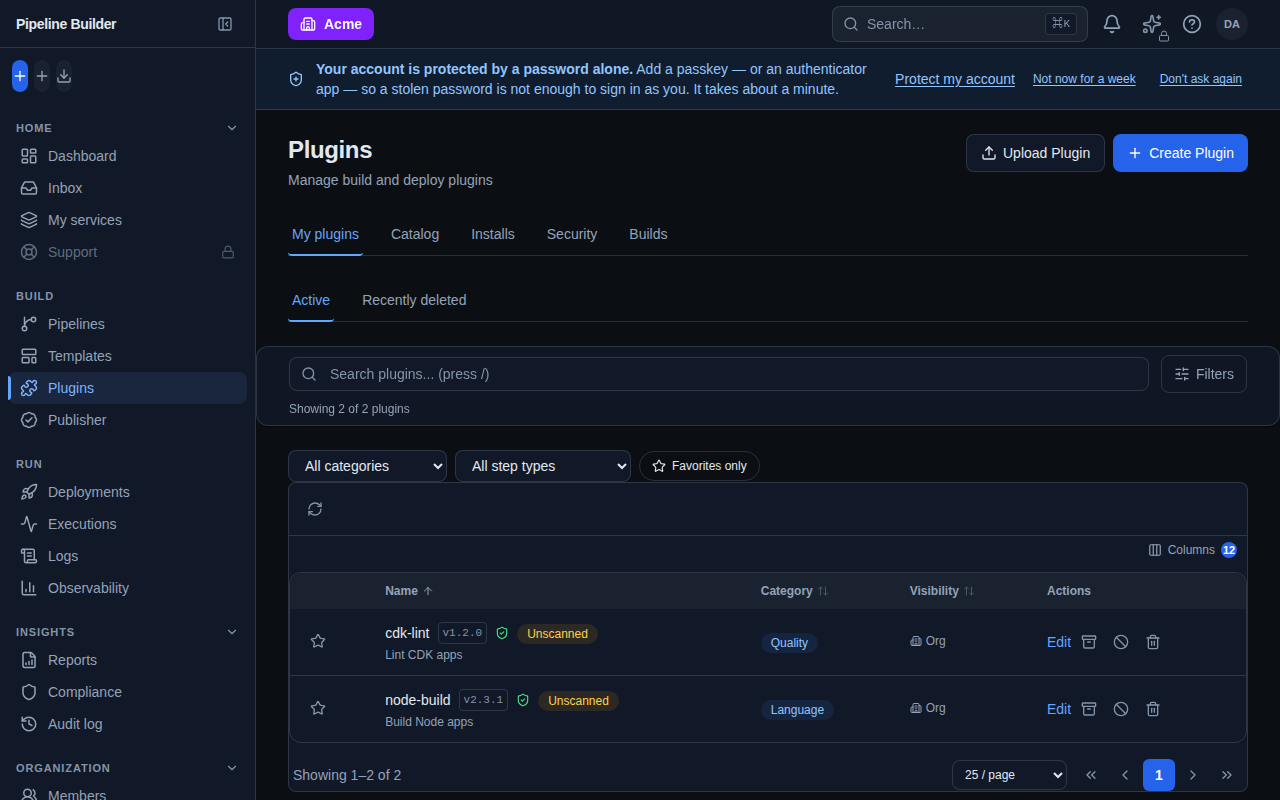 Pipeline Builder
Acme
Search…
⌘K
DA
Your account is protected by a password alone. Add a passkey — or an authenticator
app — so a stolen password is not enough to sign in as you. It takes about a minute.
Protect my account
Not now for a week
Don't ask again
HOME
Dashboard
Inbox
My services
Support
BUILD
Pipelines
Templates
Plugins
Publisher
RUN
Deployments
Executions
Logs
Observability
INSIGHTS
Reports
Compliance
Audit log
ORGANIZATION
Members
Plugins
Manage build and deploy plugins
Upload Plugin
Create Plugin
My plugins
Catalog
Installs
Security
Builds
Active
Recently deleted
Search plugins... (press /)
Filters
Showing 2 of 2 plugins
All categories
All step types
Favorites only
Columns 12
Name
Category
Visibility
Actions
cdk-lint v1.2.0 Unscanned
Lint CDK apps
Quality
Org
Edit
node-build v2.3.1 Unscanned
Build Node apps
Language
Org
Edit
Showing 1–2 of 2
25 / page
1